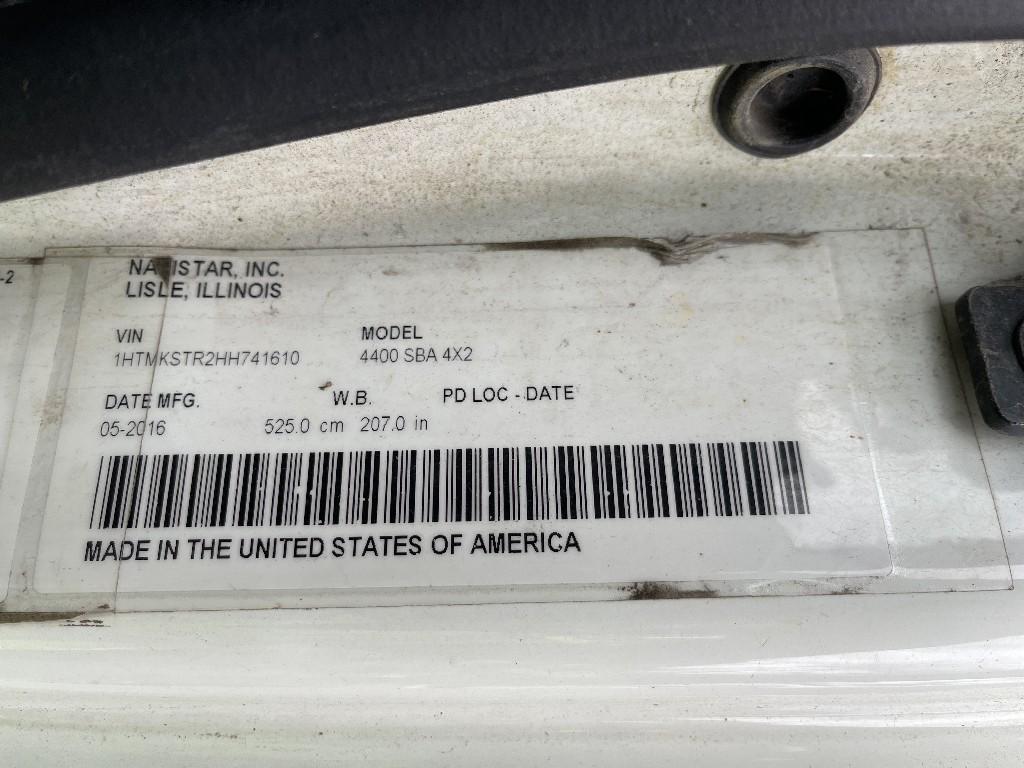 -2
NAVISTAR, INC.
LISLE, ILLINOIS
VIN MODEL
1HTMKSTR2HH741610 4400 SBA 4X2
DATE MFG. W.B. PD LOC - DATE
05-2016 525.0 cm 207.0 in
MADE IN THE UNITED STATES OF AMERICA